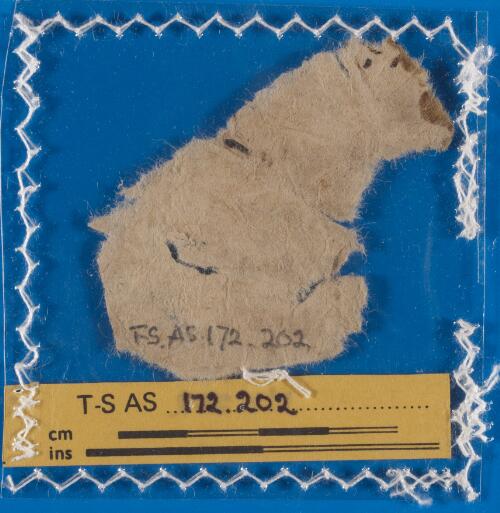 T-S. AS. 172. 202
T-S AS 172.202
cm
ins